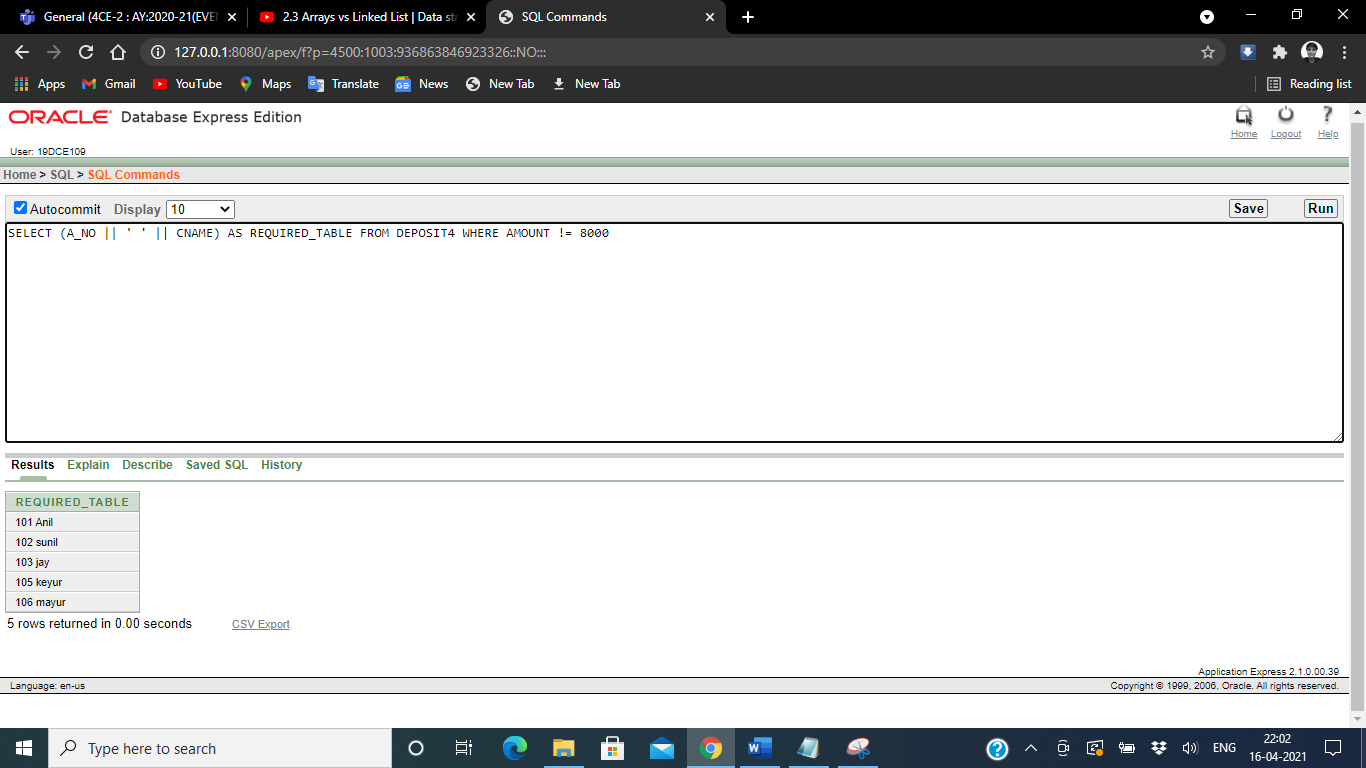 General (4CE-2 : AY:2020-21(EVEN
2.3 Arrays vs Linked List | Data str
SQL Commands
127.0.0.1:8080/apex/f?p=4500:1003:936863846923326::NO:::
Apps Gmail YouTube Maps Translate News New Tab New Tab Reading list
ORACLE Database Express Edition
Home Logout Help
User: 19DCE109
Home > SQL > SQL Commands
Autocommit Display 10 Save Run
SELECT (A_NO || ' ' || CNAME) AS REQUIRED_TABLE FROM DEPOSIT4 WHERE AMOUNT != 8000
Results Explain Describe Saved SQL History
REQUIRED_TABLE
101 Anil
102 sunil
103 jay
105 keyur
106 mayur
5 rows returned in 0.00 seconds CSV Export
Application Express 2.1.0.00.39
Language: en-us Copyright © 1999, 2006, Oracle. All rights reserved.
Type here to search
ENG
22:02
16-04-2021